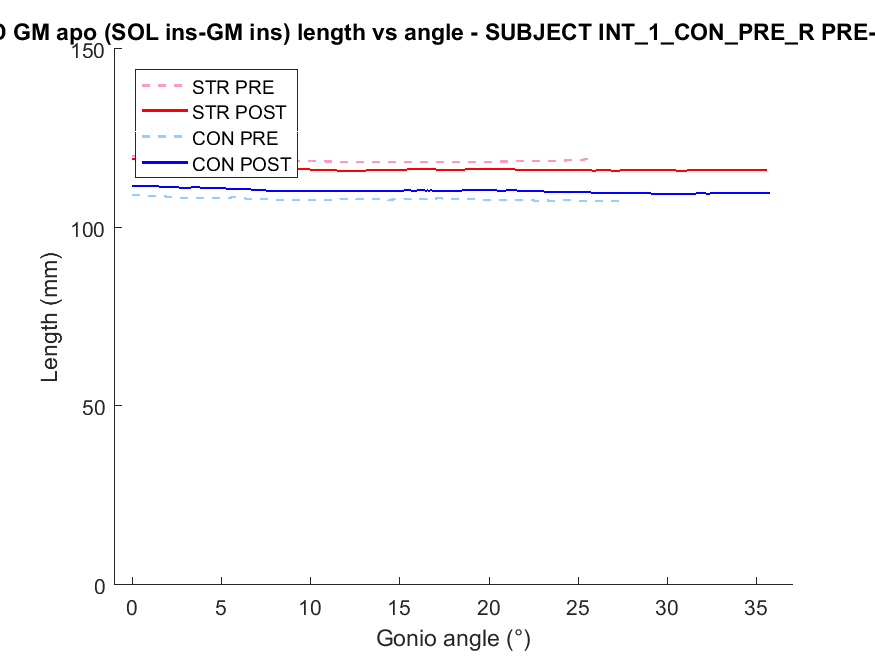 GM apo (SOL ins-GM ins) length vs angle - SUBJECT INT_1_CON_PRE_R PRE-
150
100
50
0
STR PRE
STR POST
CON PRE
CON POST
Length (mm)
0 5 10 15 20 25 30 35
Gonio angle (°)